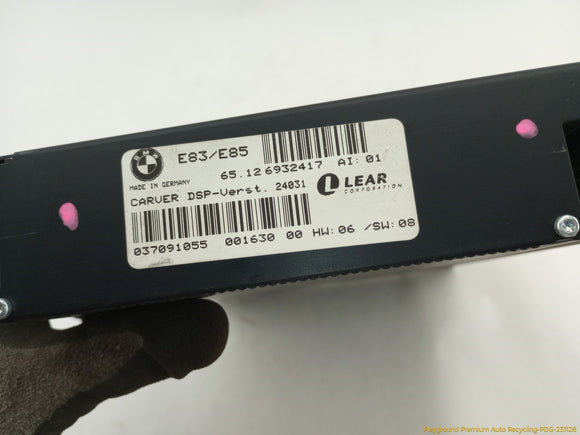 BMW
E83/E85
MADE IN GERMANY
65.12 6932417 AI: 01
CARVER DSP-Verst. 24031
L LEAR
CORPORATION
037091055 001630 00 HW: 06 /SW: 08
Playground Premium Auto Recycling-PDG-251128